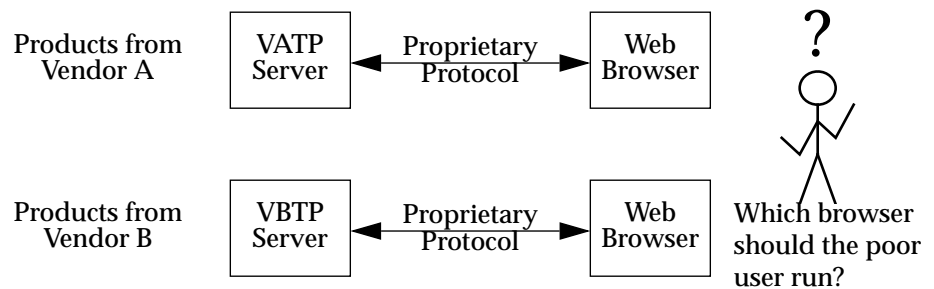 Products from
Vendor A
VATP
Server
Proprietary
Protocol
Web
Browser
?
Products from
Vendor B
VBTP
Server
Proprietary
Protocol
Web
Browser
Which browser
should the poor
user run?